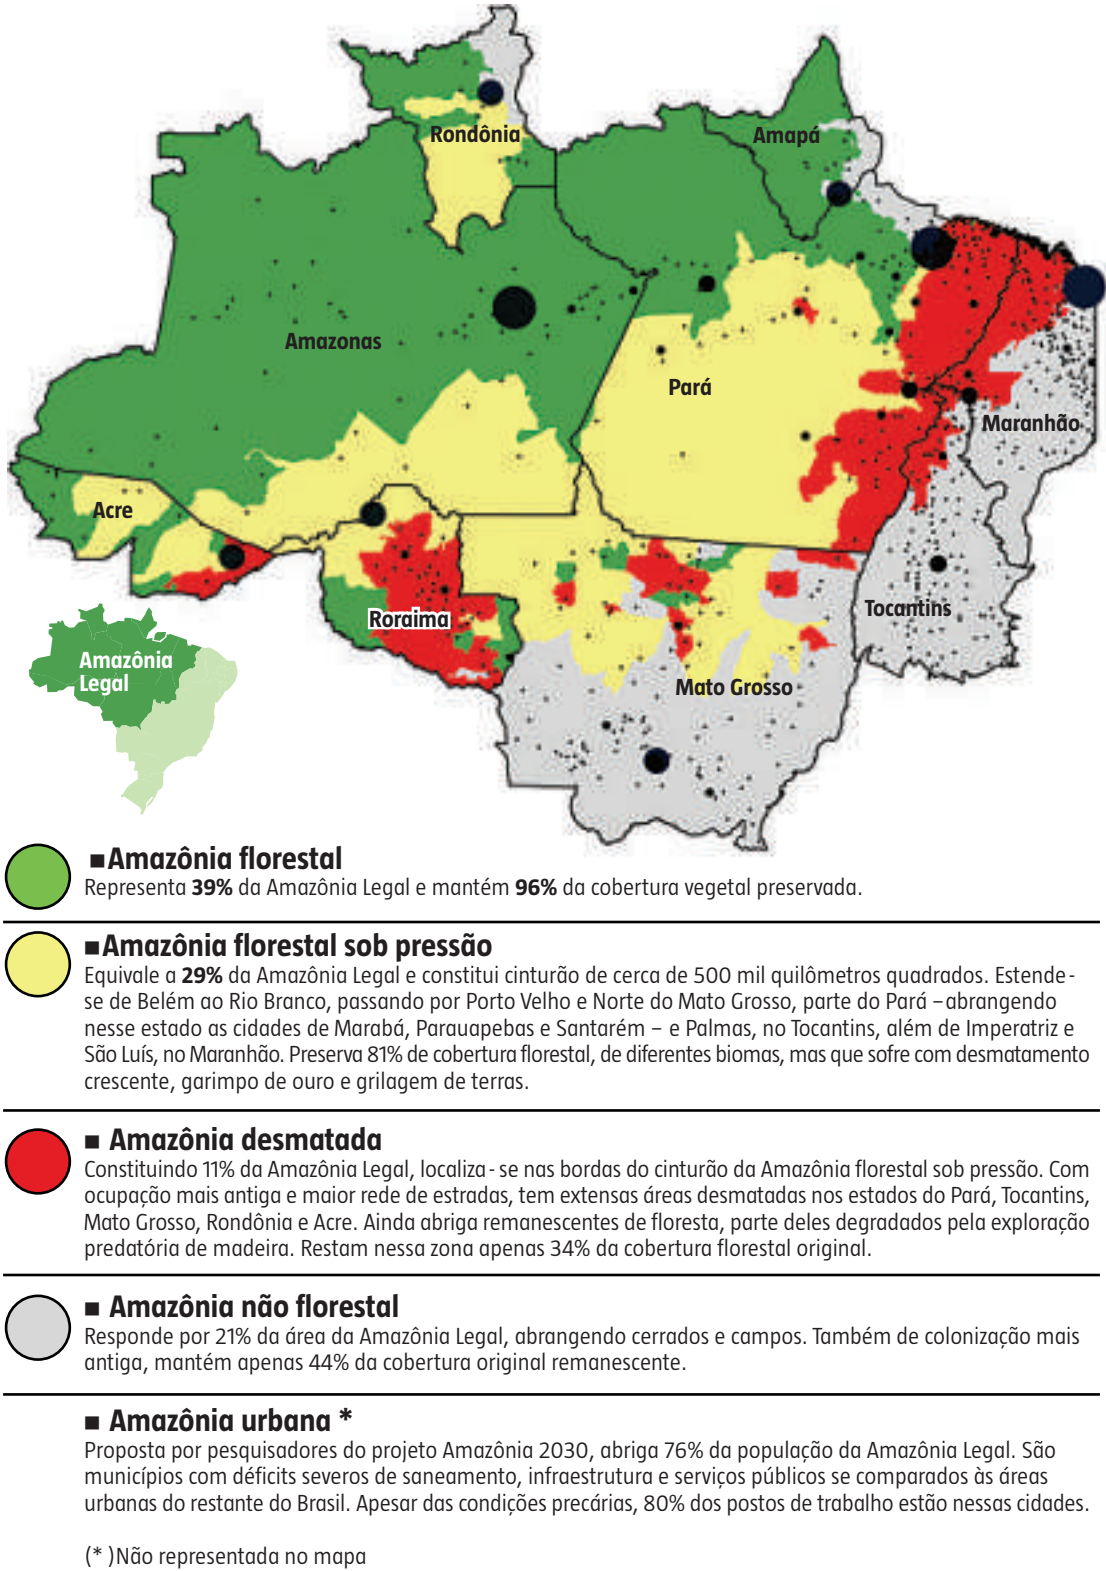 Rondônia
Amapá
Amazonas
Pará
Maranhão
Acre
Roraima
Tocantins
Mato Grosso
Amazônia
Legal
■Amazônia florestal
Representa 39% da Amazônia Legal e mantém 96% da cobertura vegetal preservada.
■Amazônia florestal sob pressão
Equivale a 29% da Amazônia Legal e constitui cinturão de cerca de 500 mil quilômetros quadrados. Estende-
se de Belém ao Rio Branco, passando por Porto Velho e Norte do Mato Grosso, parte do Pará – abrangendo
nesse estado as cidades de Marabá, Parauapebas e Santarém – e Palmas, no Tocantins, além de Imperatriz e
São Luís, no Maranhão. Preserva 81% de cobertura florestal, de diferentes biomas, mas que sofre com desmatamento
crescente, garimpo de ouro e grilagem de terras.
■ Amazônia desmatada
Constituindo 11% da Amazônia Legal, localiza-se nas bordas do cinturão da Amazônia florestal sob pressão. Com
ocupação mais antiga e maior rede de estradas, tem extensas áreas desmatadas nos estados do Pará, Tocantins,
Mato Grosso, Rondônia e Acre. Ainda abriga remanescentes de floresta, parte deles degradados pela exploração
predatória de madeira. Restam nessa zona apenas 34% da cobertura florestal original.
■ Amazônia não florestal
Responde por 21% da área da Amazônia Legal, abrangendo cerrados e campos. Também de colonização mais
antiga, mantém apenas 44% da cobertura original remanescente.
■ Amazônia urbana *
Proposta por pesquisadores do projeto Amazônia 2030, abriga 76% da população da Amazônia Legal. São
municípios com déficits severos de saneamento, infraestrutura e serviços públicos se comparados às áreas
urbanas do restante do Brasil. Apesar das condições precárias, 80% dos postos de trabalho estão nessas cidades.
(* )Não representada no mapa